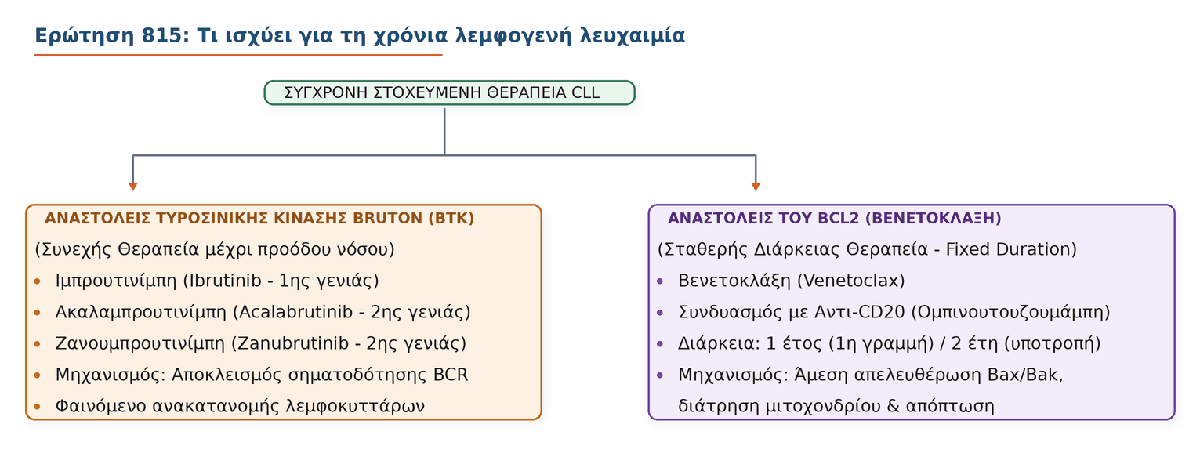 Ερώτηση 815: Τι ισχύει για τη χρόνια λεμφογενή λευχαιμία
ΣΥΓΧΡΟΝΗ ΣΤΟΧΕΥΜΕΝΗ ΘΕΡΑΠΕΙΑ CLL
ΑΝΑΣΤΟΛΕΙΣ ΤΥΡΟΣΙΝΙΚΗΣ ΚΙΝΑΣΗΣ BRUTON (BTK)
(Συνεχής Θεραπεία μέχρι προόδου νόσου)
• Ιμπρουτινίμπη (Ibrutinib - 1ης γενιάς)
• Ακαλαμπρουτινίμπη (Acalabrutinib - 2ης γενιάς)
• Ζανουμπρουτινίμπη (Zanubrutinib - 2ης γενιάς)
• Μηχανισμός: Αποκλεισμός σηματοδότησης BCR
• Φαινόμενο ανακατανομής λεμφοκυττάρων
ΑΝΑΣΤΟΛΕΙΣ ΤΟΥ BCL2 (ΒΕΝΕΤΟΚΛΑΞΗ)
(Σταθερής Διάρκειας Θεραπεία - Fixed Duration)
• Βενετοκλάξη (Venetoclax)
• Συνδυασμός με Αντι-CD20 (Ομπινουτουζουμάμπη)
• Διάρκεια: 1 έτος (1η γραμμή) / 2 έτη (υποτροπή)
• Μηχανισμός: Άμεση απελευθέρωση Bax/Bak,
διάτρηση μιτοχονδρίου & απόπτωση